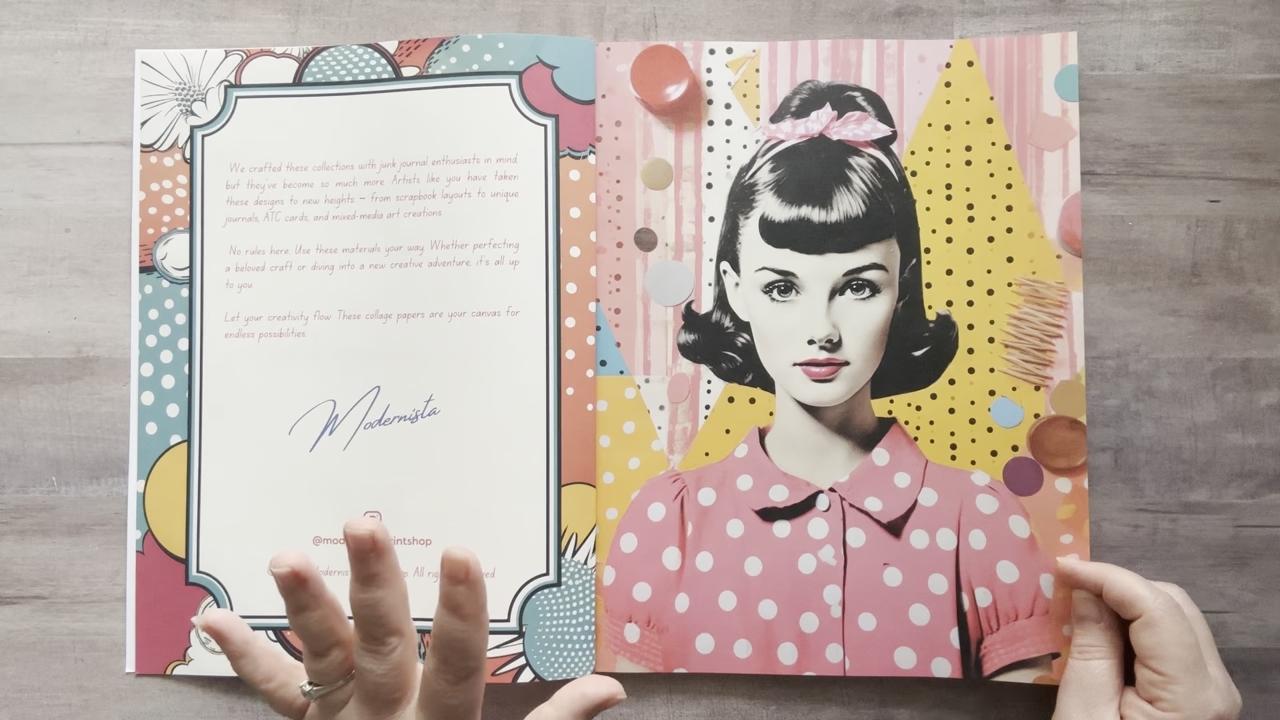 We crafted these collections with junk journal enthusiasts in mind
but they've become so much more. Artists like you have taken
these designs to new heights – from scrapbook layouts to unique
journals, ATC cards, and mixed-media art creations.
No rules here. Use these materials your way. Whether perfecting
a beloved craft or diving into a new creative adventure, it's all up
to you.
Let your creativity flow. These collage papers are your canvas for
endless possibilities.
Modernista